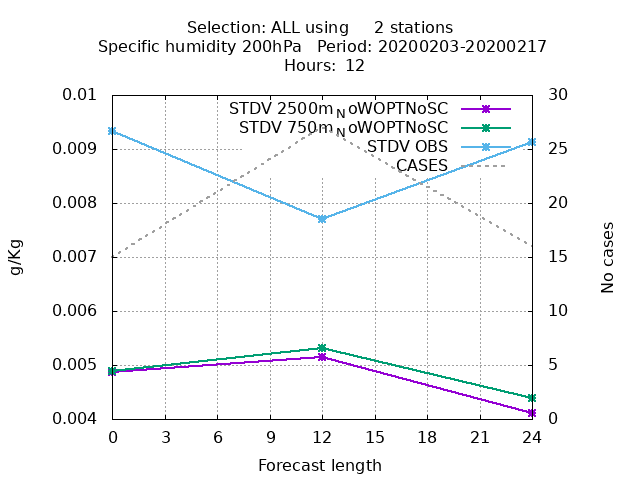 Selection: ALL using     2 stations
Specific humidity 200hPa   Period: 20200203-20200217
Hours: 12
0.01
0.009
0.008
0.007
0.006
0.005
0.004
30
25
20
15
10
5
0
STDV 2500m_NoWOPTNoSC
STDV 750m_NoWOPTNoSC
STDV OBS
CASES
g/Kg
No cases
0 3 6 9 12 15 18 21 24
Forecast length